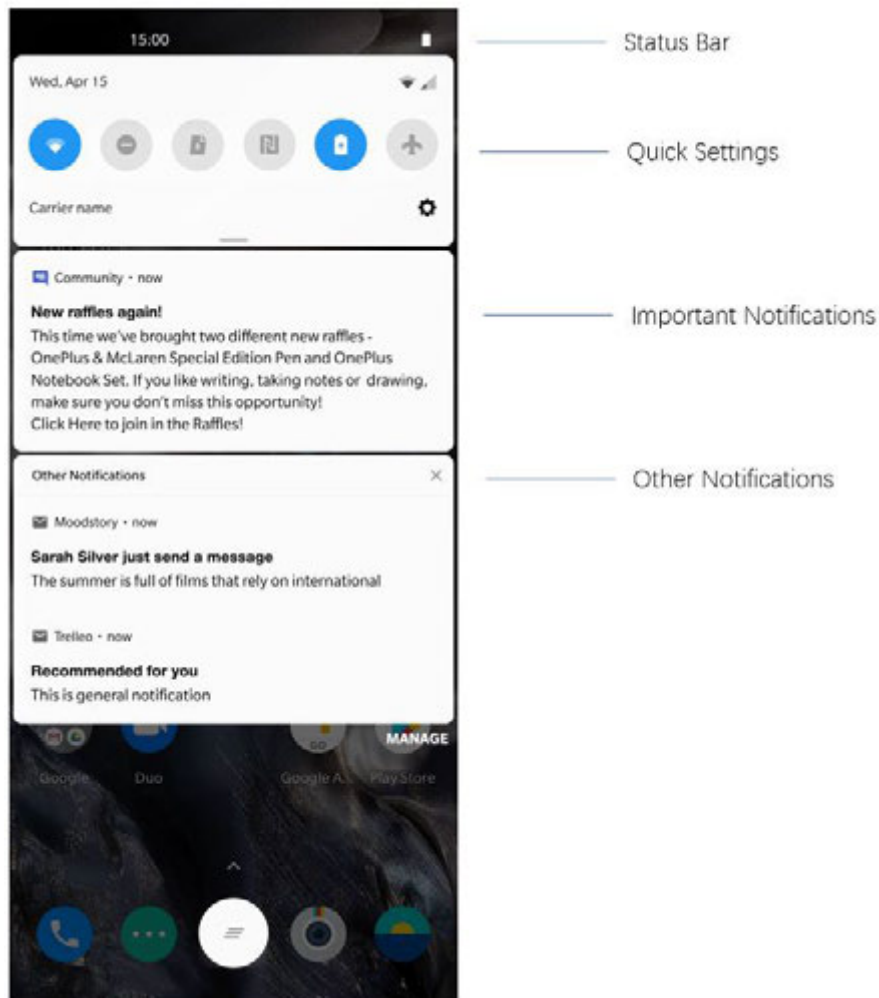 15:00
Status Bar
Wed, Apr 15
Quick Settings
Carrier name
Community • now
New raffles again!
This time we've brought two different new raffles -
OnePlus & McLaren Special Edition Pen and OnePlus
Notebook Set. If you like writing, taking notes or drawing,
make sure you don't miss this opportunity!
Click Here to join in the Raffles!
Important Notifications
Other Notifications
Other Notifications
Moodstory • now
Sarah Silver just send a message
The summer is full of films that rely on international
Trelleo • now
Recommended for you
This is general notification
MANAGE
GO
Google
Duo
Google A...
Play Store